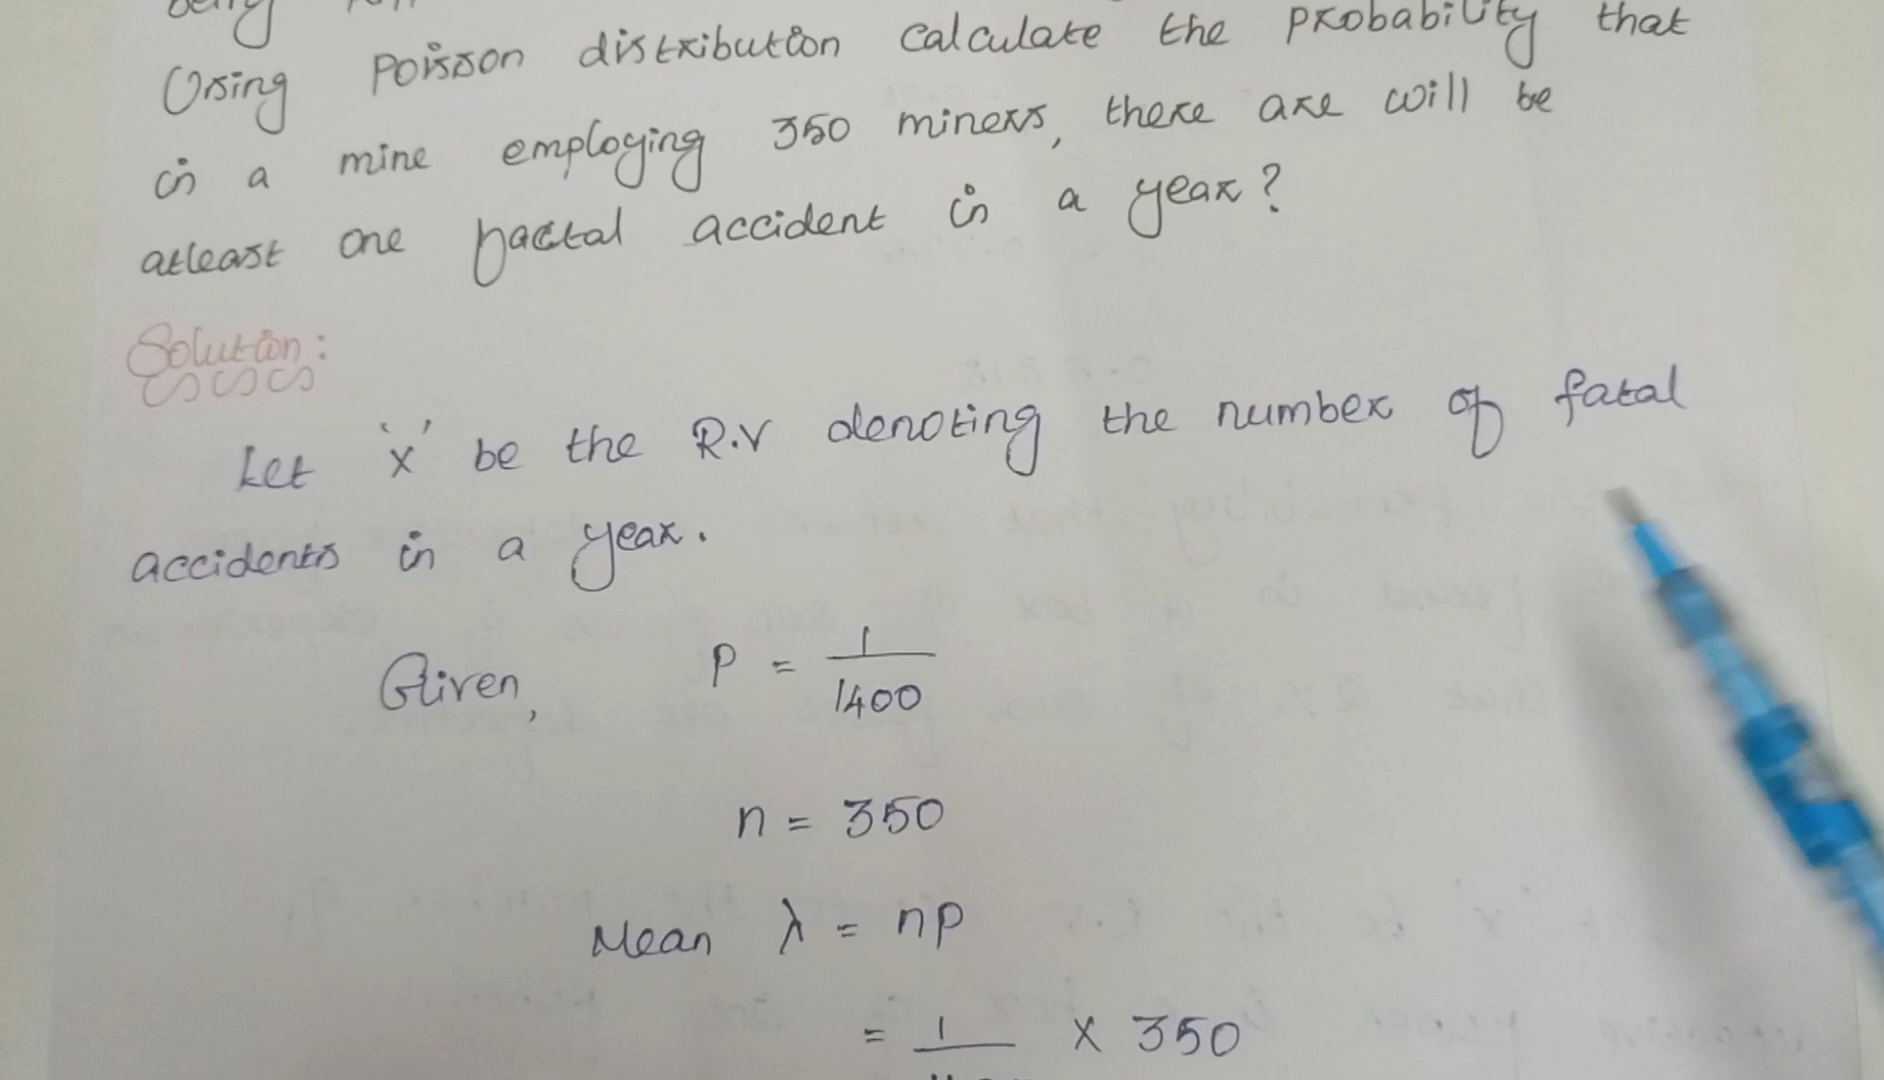 being
Using Poisson distribution calculate the probability that
in a mine employing 350 miners, there are will be
atleast one factal accident in a year?
Solution:
Let 'x' be the R.V denoting the number of fatal
accidents in a year.
Given, P = 1/1400
n = 350
Mean λ = np
= 1/ × 350